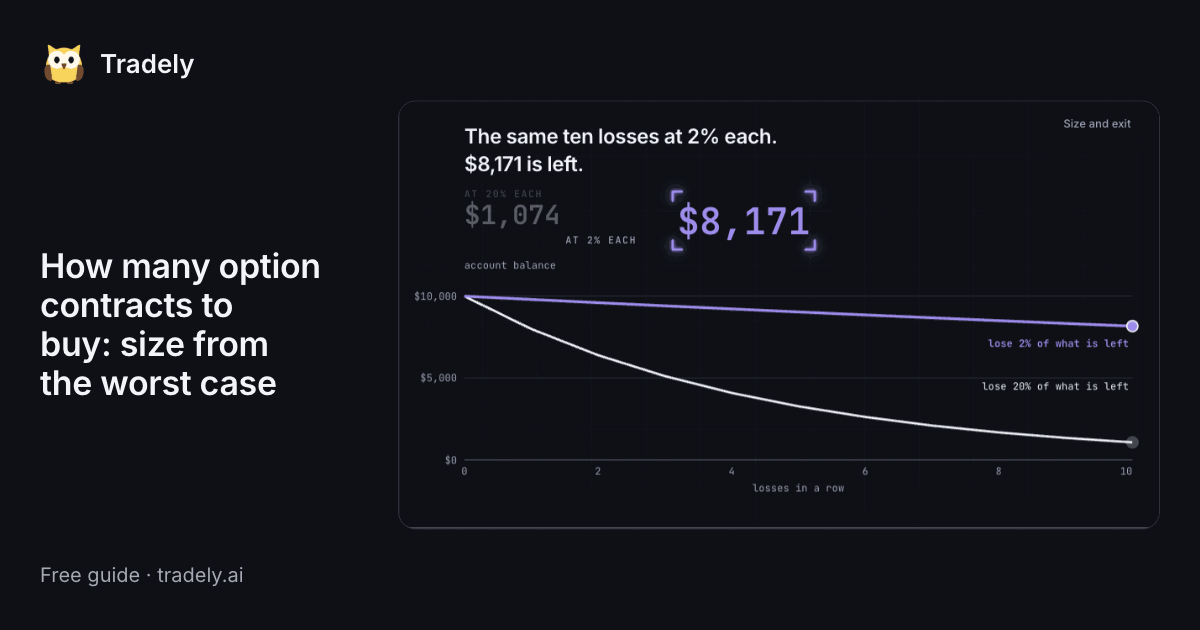 Tradely
How many option
contracts to
buy: size from
the worst case
Free guide · tradely.ai
Size and exit
The same ten losses at 2% each.
$8,171 is left.
AT 20% EACH
$1,074
AT 2% EACH
$8,171
account balance
$10,000
lose 2% of what is left
$5,000
lose 20% of what is left
$0
0 2 4 6 8 10
losses in a row